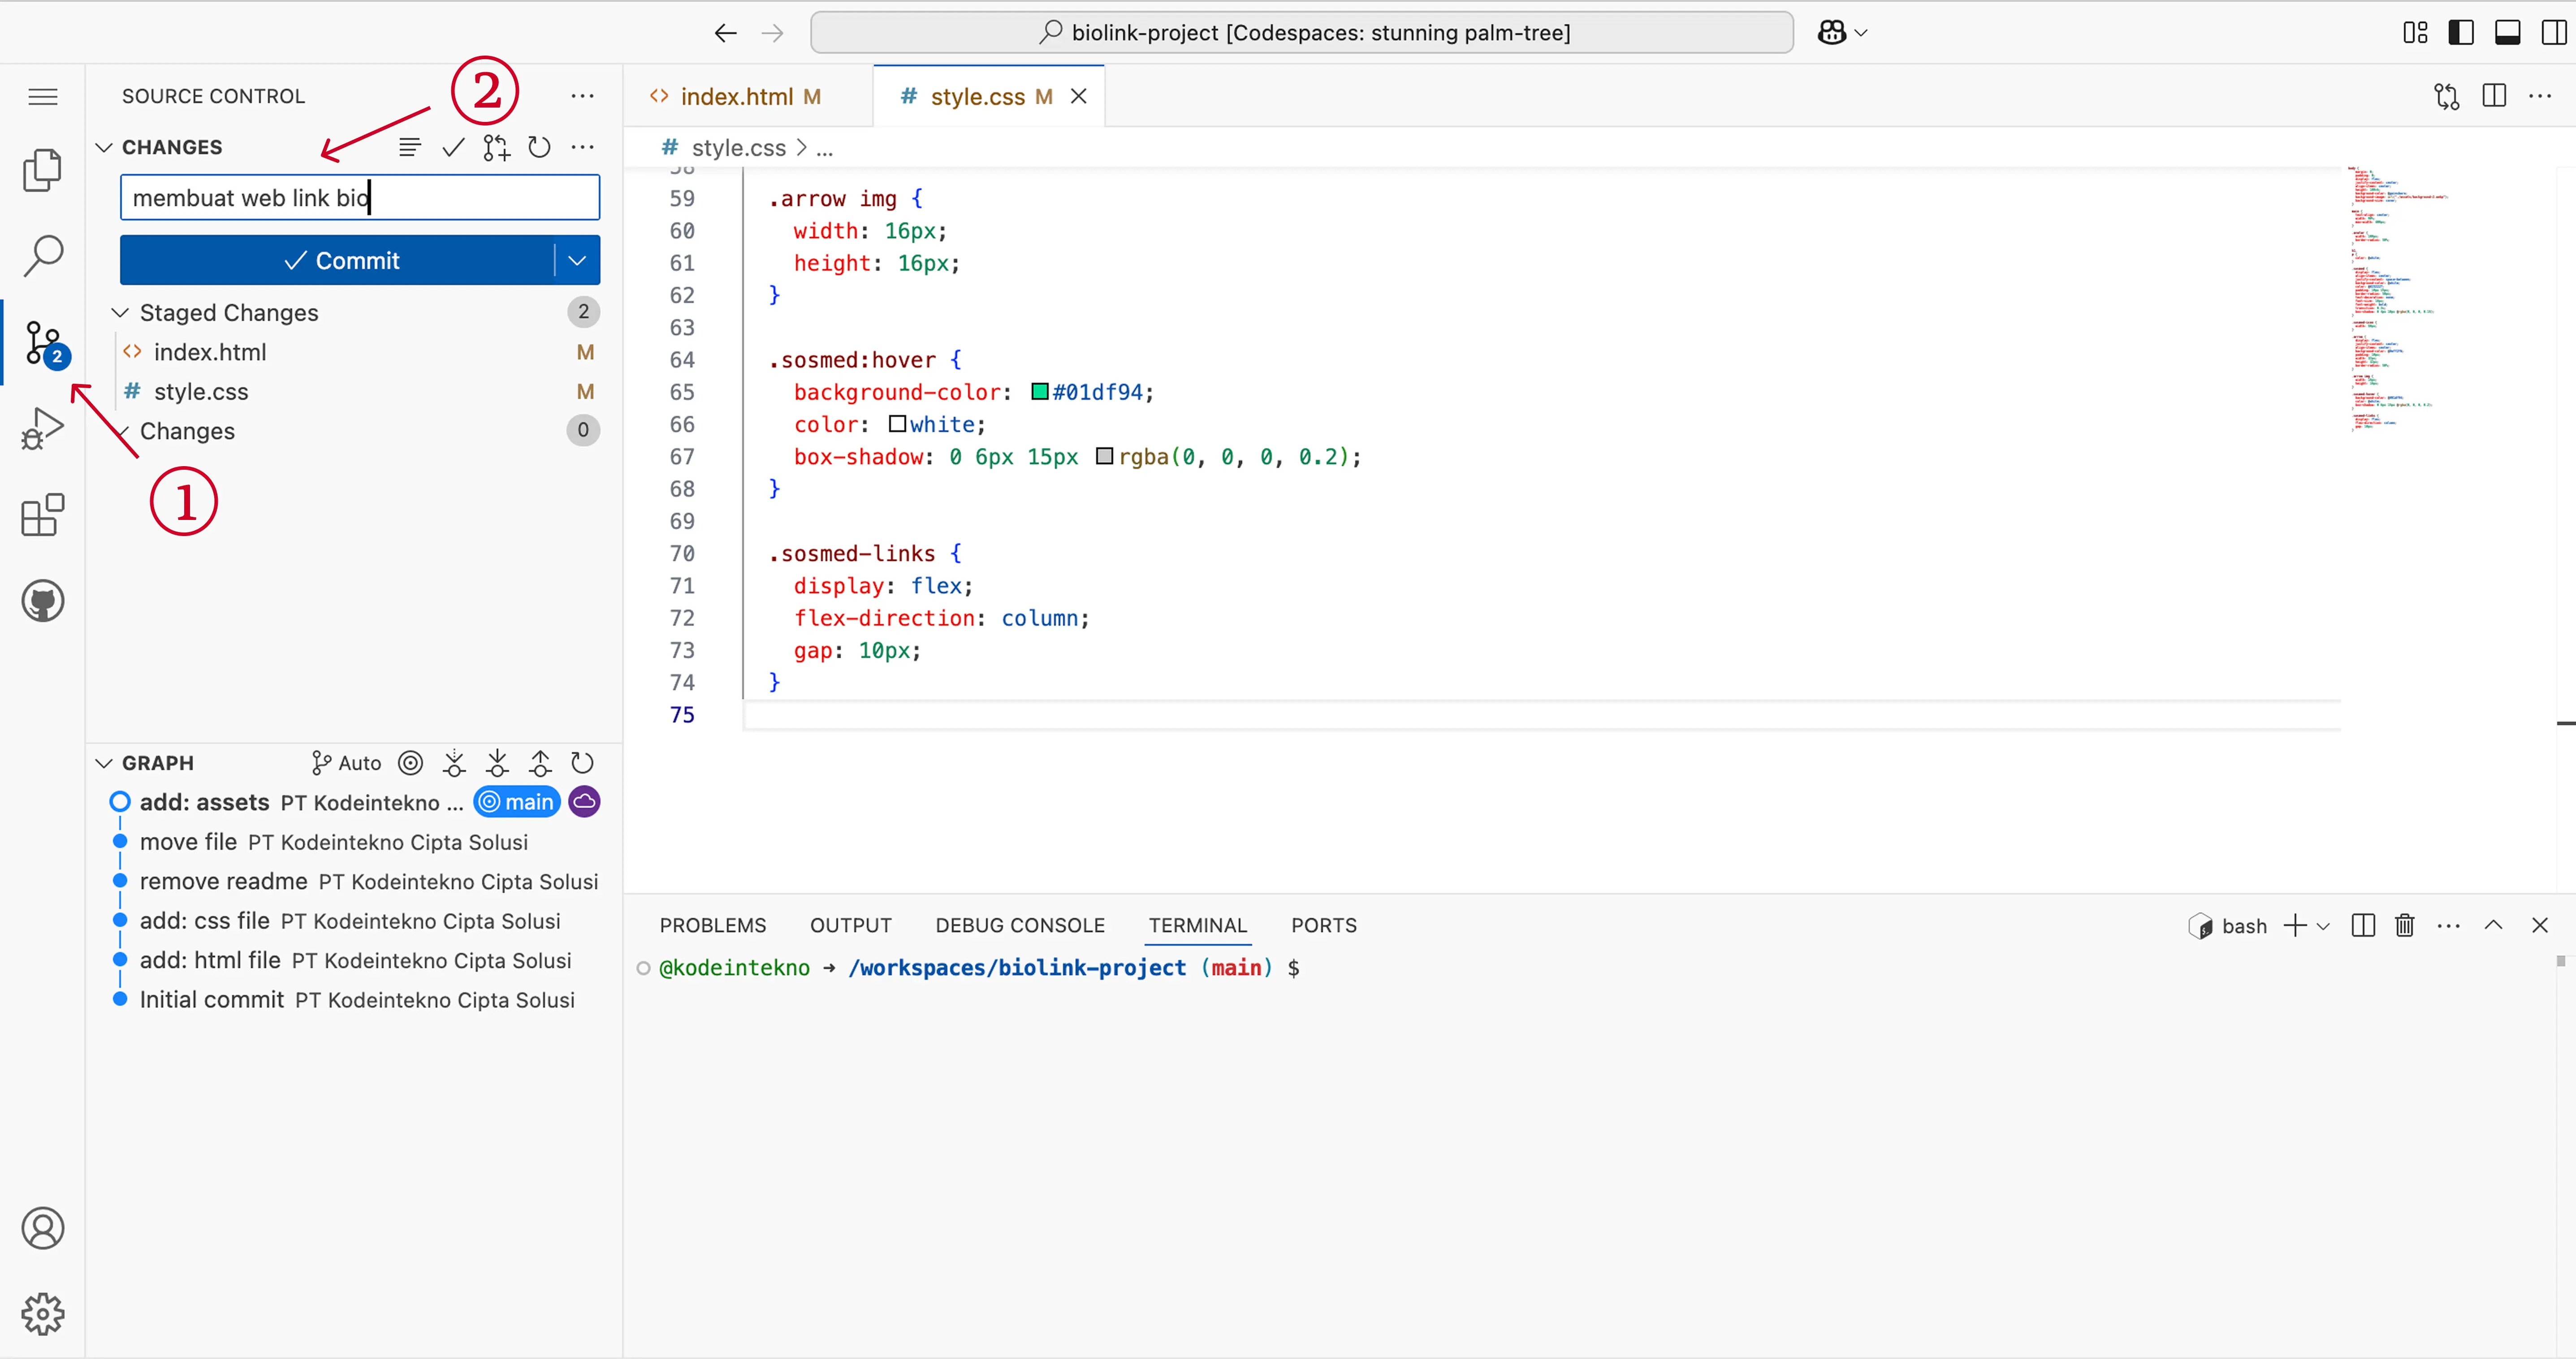 biolink-project [Codespaces: stunning palm-tree]
②
①
SOURCE CONTROL
CHANGES
membuat web link bio
Commit
Staged Changes 2
index.html M
style.css M
Changes 0
2
GRAPH Auto
add: assets PT Kodeintekno ... main
move file PT Kodeintekno Cipta Solusi
remove readme PT Kodeintekno Cipta Solusi
add: css file PT Kodeintekno Cipta Solusi
add: html file PT Kodeintekno Cipta Solusi
Initial commit PT Kodeintekno Cipta Solusi
index.html M
style.css M
# style.css > ...
58
59 .arrow img {
60 width: 16px;
61 height: 16px;
62 }
63
64 .sosmed:hover {
65 background-color: #01df94;
66 color: white;
67 box-shadow: 0 6px 15px rgba(0, 0, 0, 0.2);
68 }
69
70 .sosmed-links {
71 display: flex;
72 flex-direction: column;
73 gap: 10px;
74 }
75
PROBLEMS OUTPUT DEBUG CONSOLE TERMINAL PORTS
bash
@kodeintekno → /workspaces/biolink-project (main) $